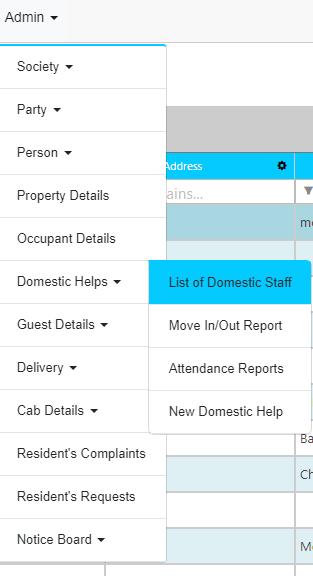 Admin
Society
Party
Person
Address
Property Details
ains...
Occupant Details
Domestic Helps
List of Domestic Staff
Guest Details
Move In/Out Report
Delivery
Attendance Reports
Cab Details
New Domestic Help
Resident's Complaints
Ba
Resident's Requests
Ch
Notice Board